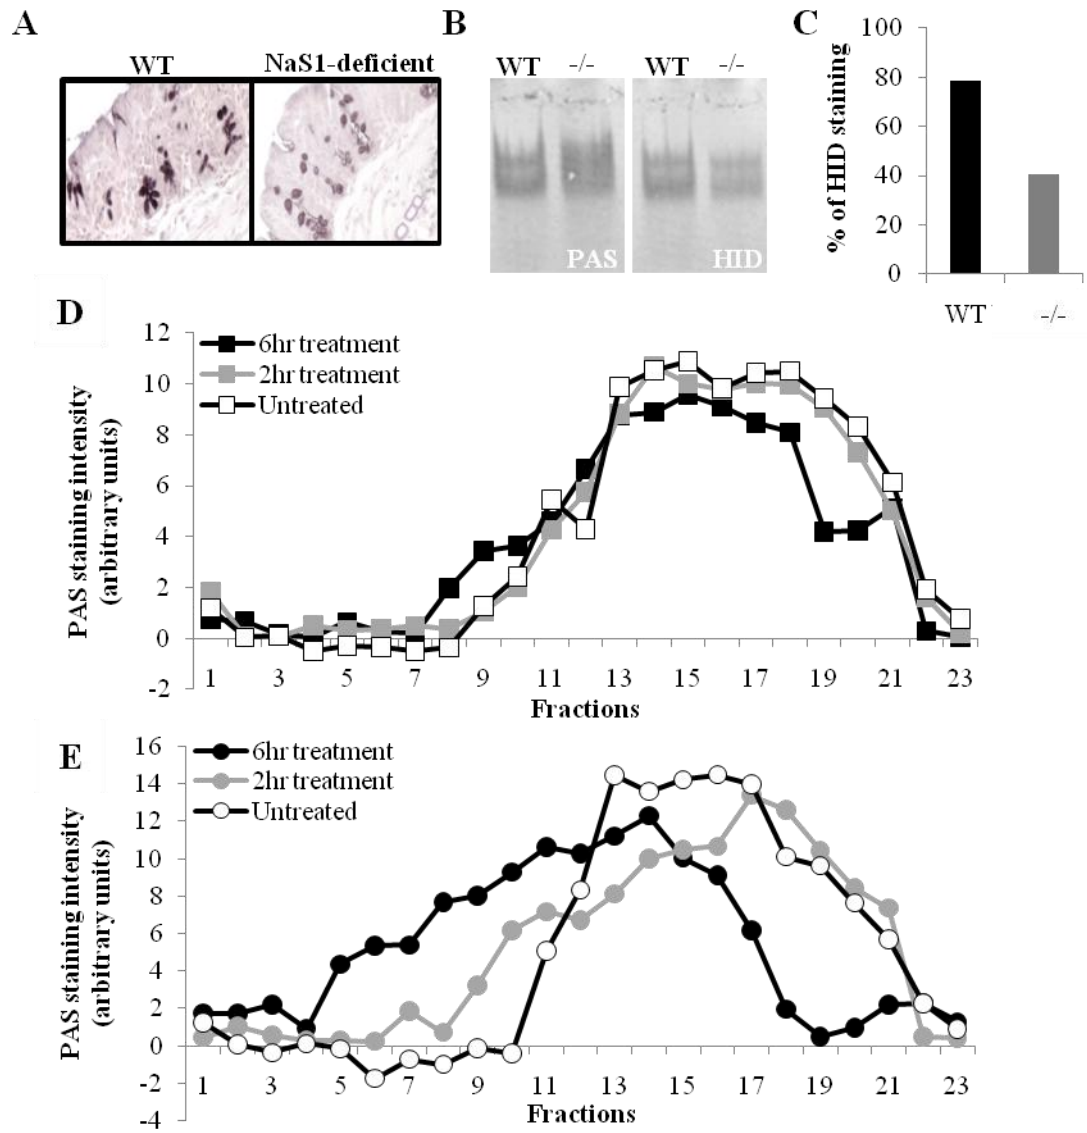 A
WT
NaS1-deficient
B
WT -/- WT -/-
PAS
HID
C
% of HID staining
100
80
60
40
20
0
WT -/-
D
PAS staining intensity
(arbitrary units)
12
10
8
6
4
2
0
-2
6hr treatment
2hr treatment
Untreated
1 3 5 7 9 11 13 15 17 19 21 23
Fractions
E
PAS staining intensity
(arbitrary units)
16
14
12
10
8
6
4
2
0
-2
-4
6hr treatment
2hr treatment
Untreated
1 3 5 7 9 11 13 15 17 19 21 23
Fractions